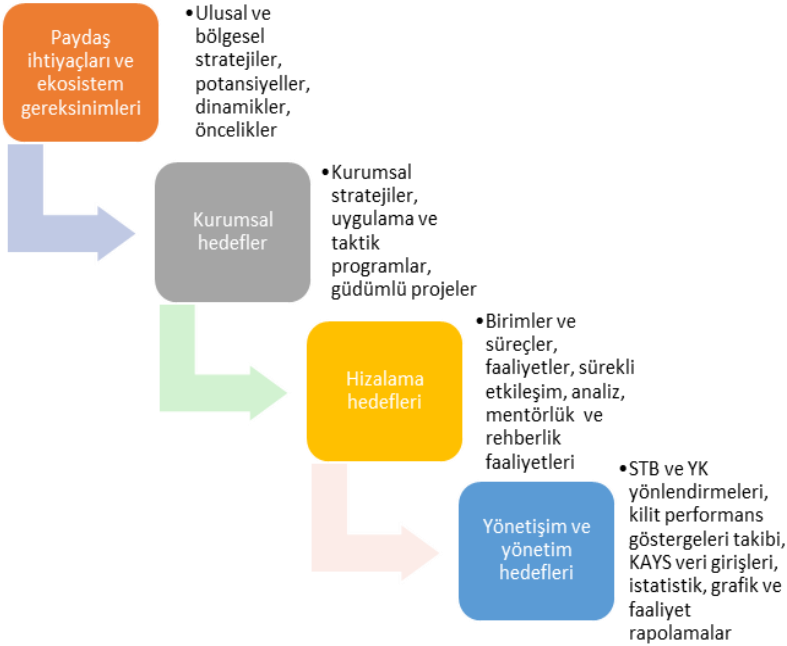 Paydaş
ihtiyaçları ve
ekosistem
gereksinimleri
•Ulusal ve
bölgesel
stratejiler,
potansiyeller,
dinamikler,
öncelikler
Kurumsal
hedefler
•Kurumsal
stratejiler,
uygulama ve
taktik
programlar,
güdümlü projeler
Hizalama
hedefleri
•Birimler ve
süreçler,
faaliyetler, sürekli
etkileşim, analiz,
mentörlük ve
rehberlik
faaliyetleri
Yönetişim ve
yönetim
hedefleri
•STB ve YK
yönlendirmeleri,
kilit performans
göstergeleri takibi,
KAYS veri girişleri,
istatistik, grafik ve
faaliyet
rapolamalar